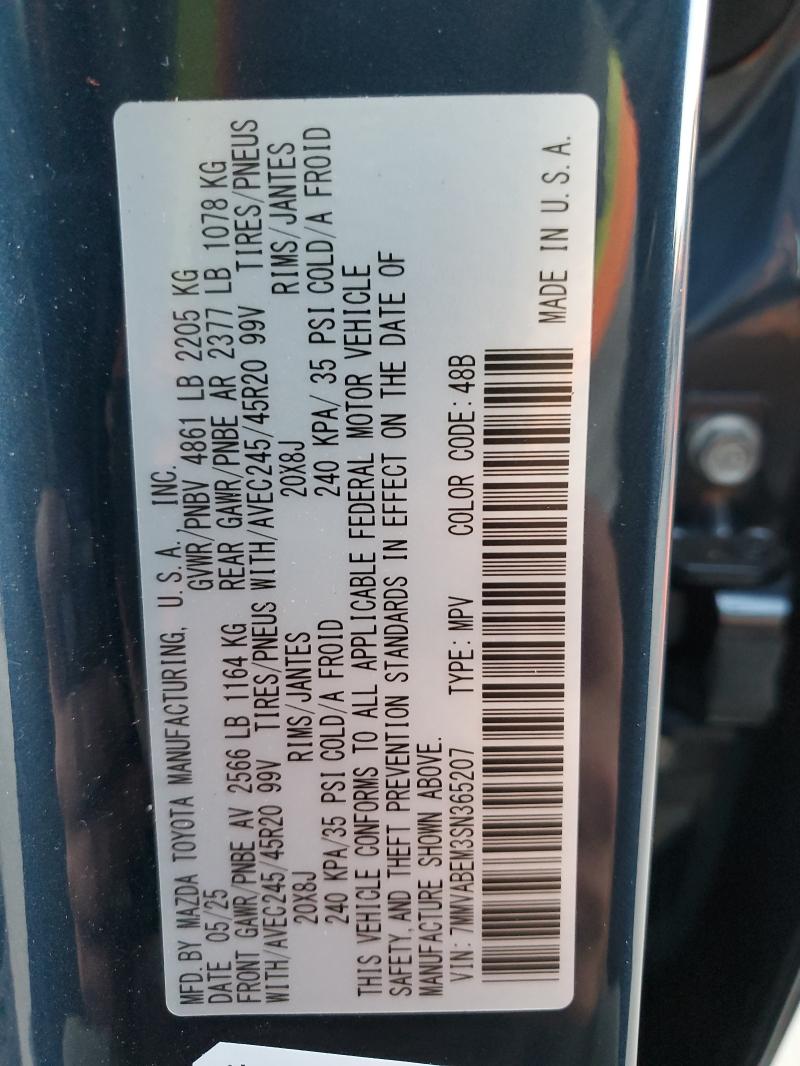 MFD. BY MAZDA TOYOTA MANUFACTURING, U.S.A. INC.
DATE 05/25 GVWR/PNBV 4861 LB 2205 KG
FRONT GAWR/PNBE AV 2566 LB 1164 KG REAR GAWR/PNBE AR 2377 LB 1078 KG
WITH/AVEC245/45R20 99V TIRES/PNEUS WITH/AVEC245/45R20 99V TIRES/PNEUS
20X8J RIMS/JANTES 20X8J RIMS/JANTES
240 KPA/35 PSI COLD/A FROID 240 KPA/ 35 PSI COLD/A FROID
THIS VEHICLE CONFORMS TO ALL APPLICABLE FEDERAL MOTOR VEHICLE
SAFETY, AND THEFT PREVENTION STANDARDS IN EFFECT ON THE DATE OF
MANUFACTURE SHOWN ABOVE.
VIN: 7MMVABEM3SN365207 TYPE: MPV COLOR CODE: 48B
MADE IN U.S.A.